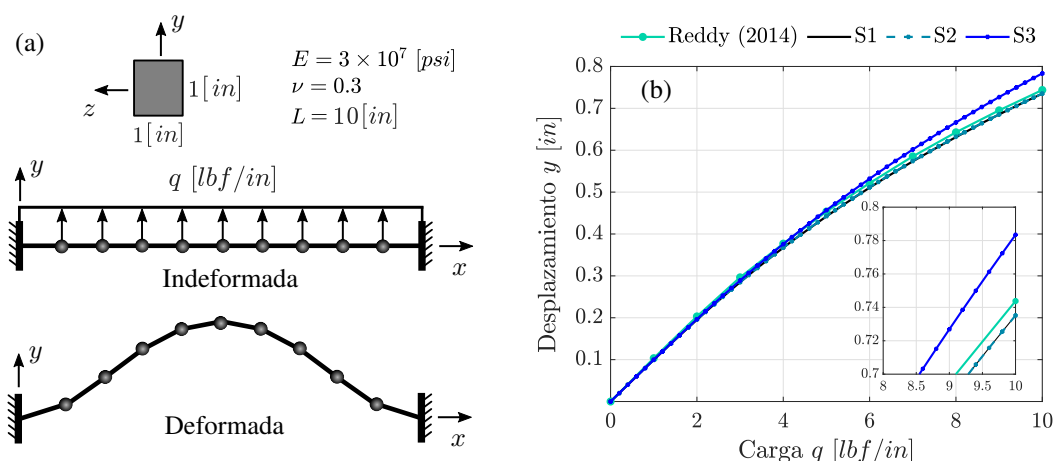 (a)
y
z
1[in]
1[in]
E = 3 × 10⁷ [psi]
ν = 0.3
L = 10[in]
y
q [lbf/in]
x
Indeformada
y
x
Deformada
Reddy (2014) S1 S2 S3
(b)
Desplazamiento y [in]
0.8
0.7
0.6
0.5
0.4
0.3
0.2
0.1
0 2 4 6 8 10
Carga q [lbf/in]
0.8
0.78
0.76
0.74
0.72
0.7
8 8.5 9 9.5 10